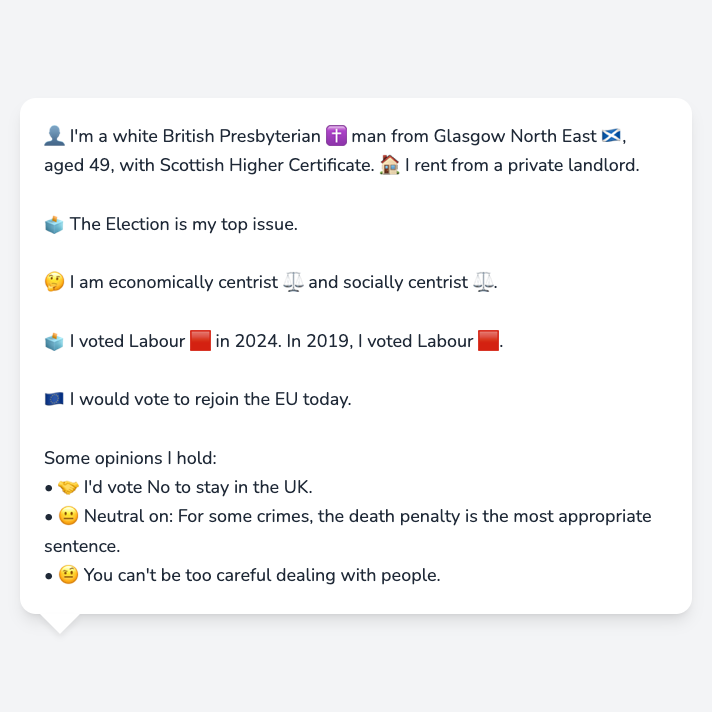 👤 I'm a white British Presbyterian ✝️ man from Glasgow North East 🏴󠁧󠁢󠁳󠁣󠁴󠁿,
aged 49, with Scottish Higher Certificate. 🏠 I rent from a private landlord.
🗳️ The Election is my top issue.
🤔 I am economically centrist ⚖️ and socially centrist ⚖️.
🗳️ I voted Labour 🟥 in 2024. In 2019, I voted Labour 🟥.
🇪🇺 I would vote to rejoin the EU today.
Some opinions I hold:
• 🤝 I'd vote No to stay in the UK.
• 😐 Neutral on: For some crimes, the death penalty is the most appropriate
sentence.
• 🤨 You can't be too careful dealing with people.